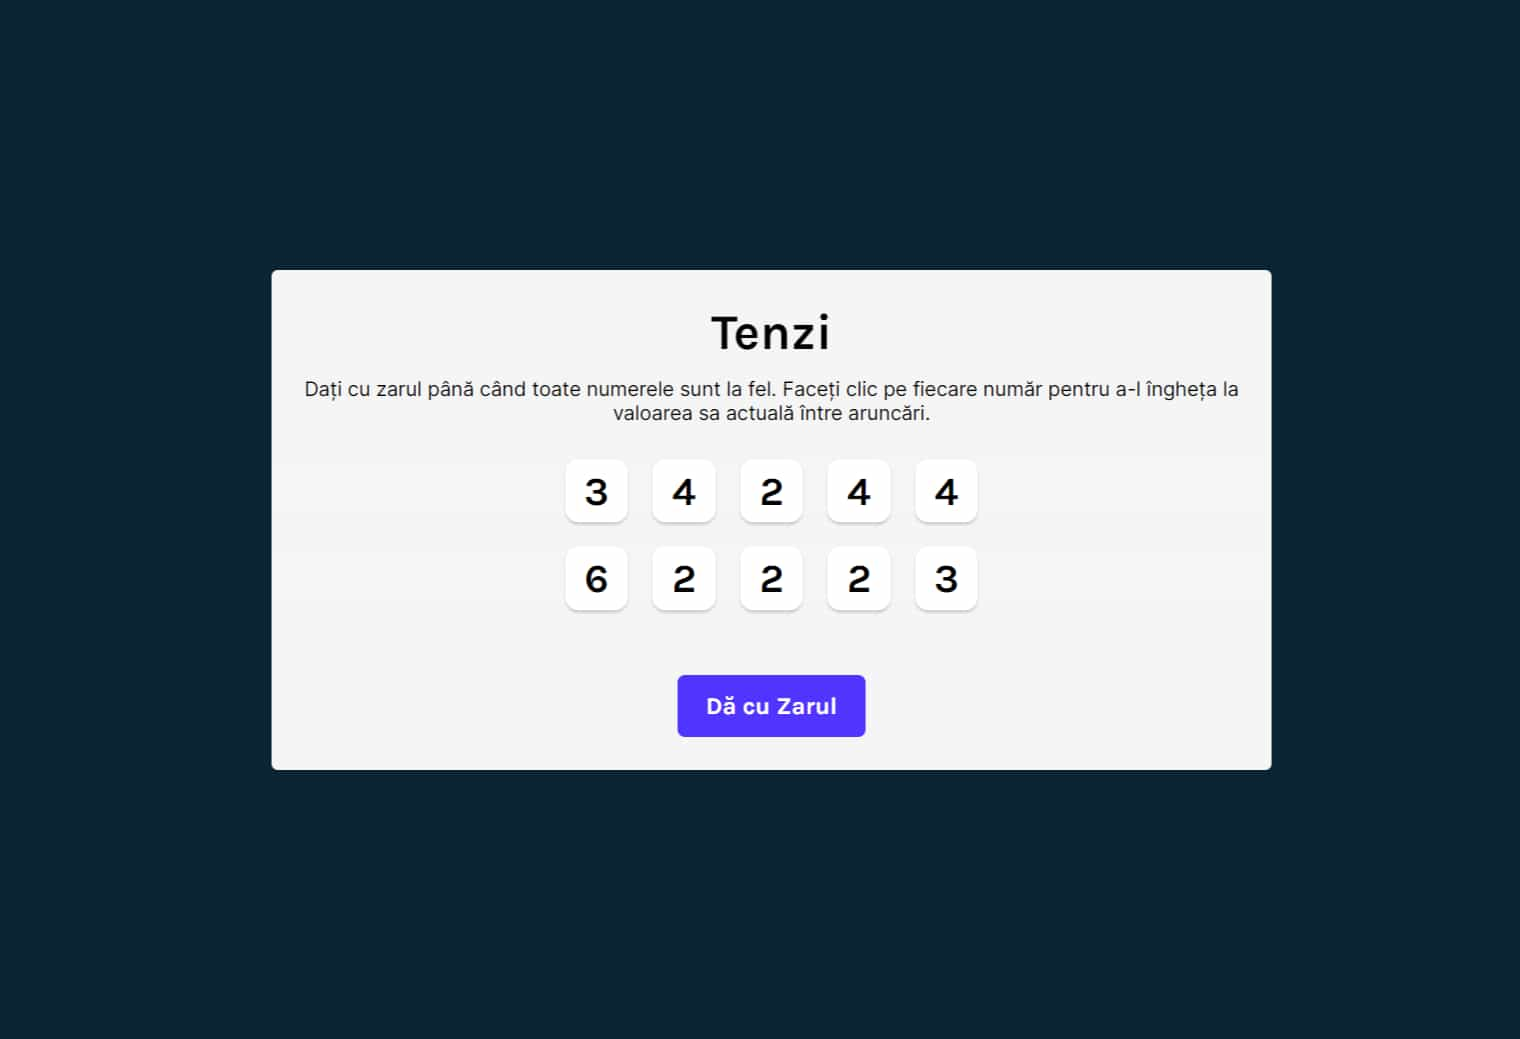 Tenzi
Dați cu zarul până când toate numerele sunt la fel. Faceți clic pe fiecare număr pentru a-l îngheța la
valoarea sa actuală între aruncări.
3 4 2 4 4
6 2 2 2 3
Dă cu Zarul